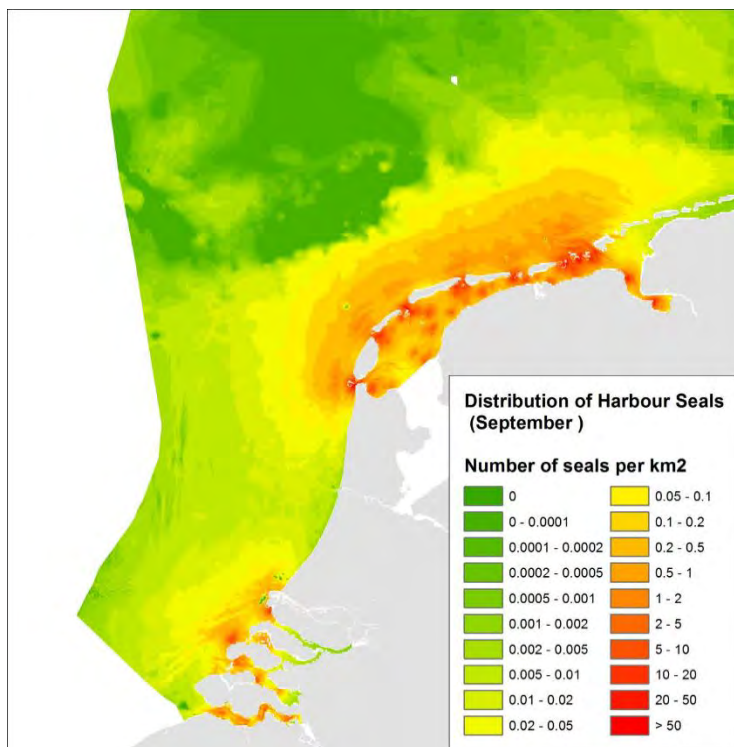 Distribution of Harbour Seals
(September )
Number of seals per km2
0
0 - 0.0001
0.0001 - 0.0002
0.0002 - 0.0005
0.0005 - 0.001
0.001 - 0.002
0.002 - 0.005
0.005 - 0.01
0.01 - 0.02
0.02 - 0.05
0.05 - 0.1
0.1 - 0.2
0.2 - 0.5
0.5 - 1
1 - 2
2 - 5
5 - 10
10 - 20
20 - 50
> 50